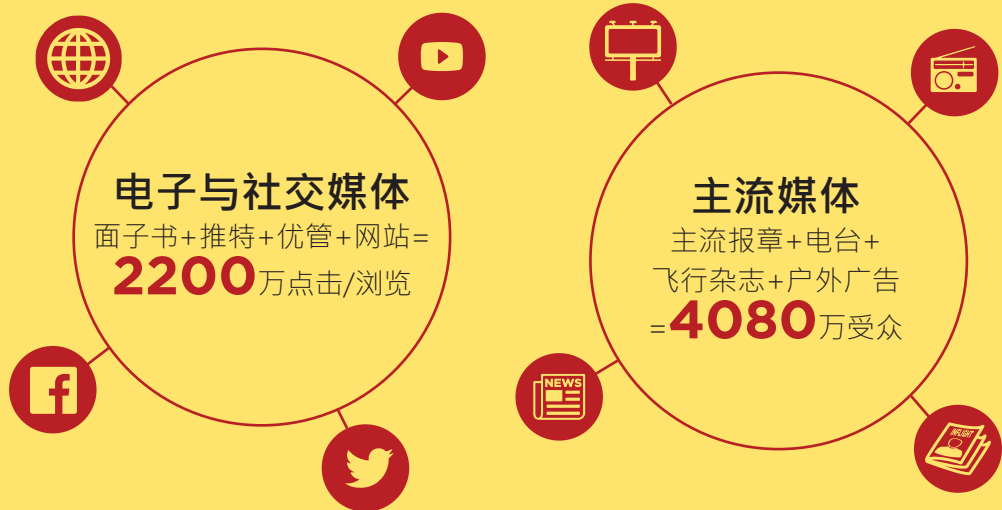 电子与社交媒体
面子书+推特+优管+网站=
2200万点击/浏览
主流媒体
主流报章+电台+
飞行杂志+户外广告
=4080万受众
NEWS
INFLIGHT